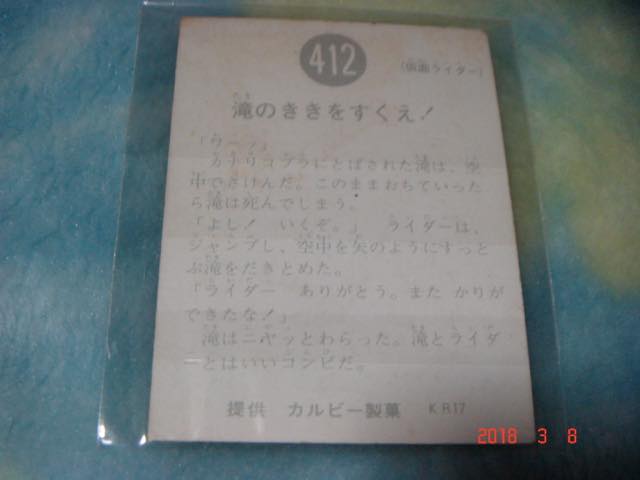 412
(仮面ライダー)
滝のききをすくえ!
「ウーッ」
ありりコブラにとばされた滝は、空
中でさけんだ。このままおちていった
ら滝は死んでしまう。
「よし! いくぞ。」 ライダーは、
ジャンプし、空中を矢のようにすっと
ぶ滝をだきとめた。
「ライダー ありがとう。また かりが
できたな!」
滝はニヤッとわらった。滝とライダ
ーとはいいコンビだ。
提供 カルビー製菓 KR17
2018 3 8